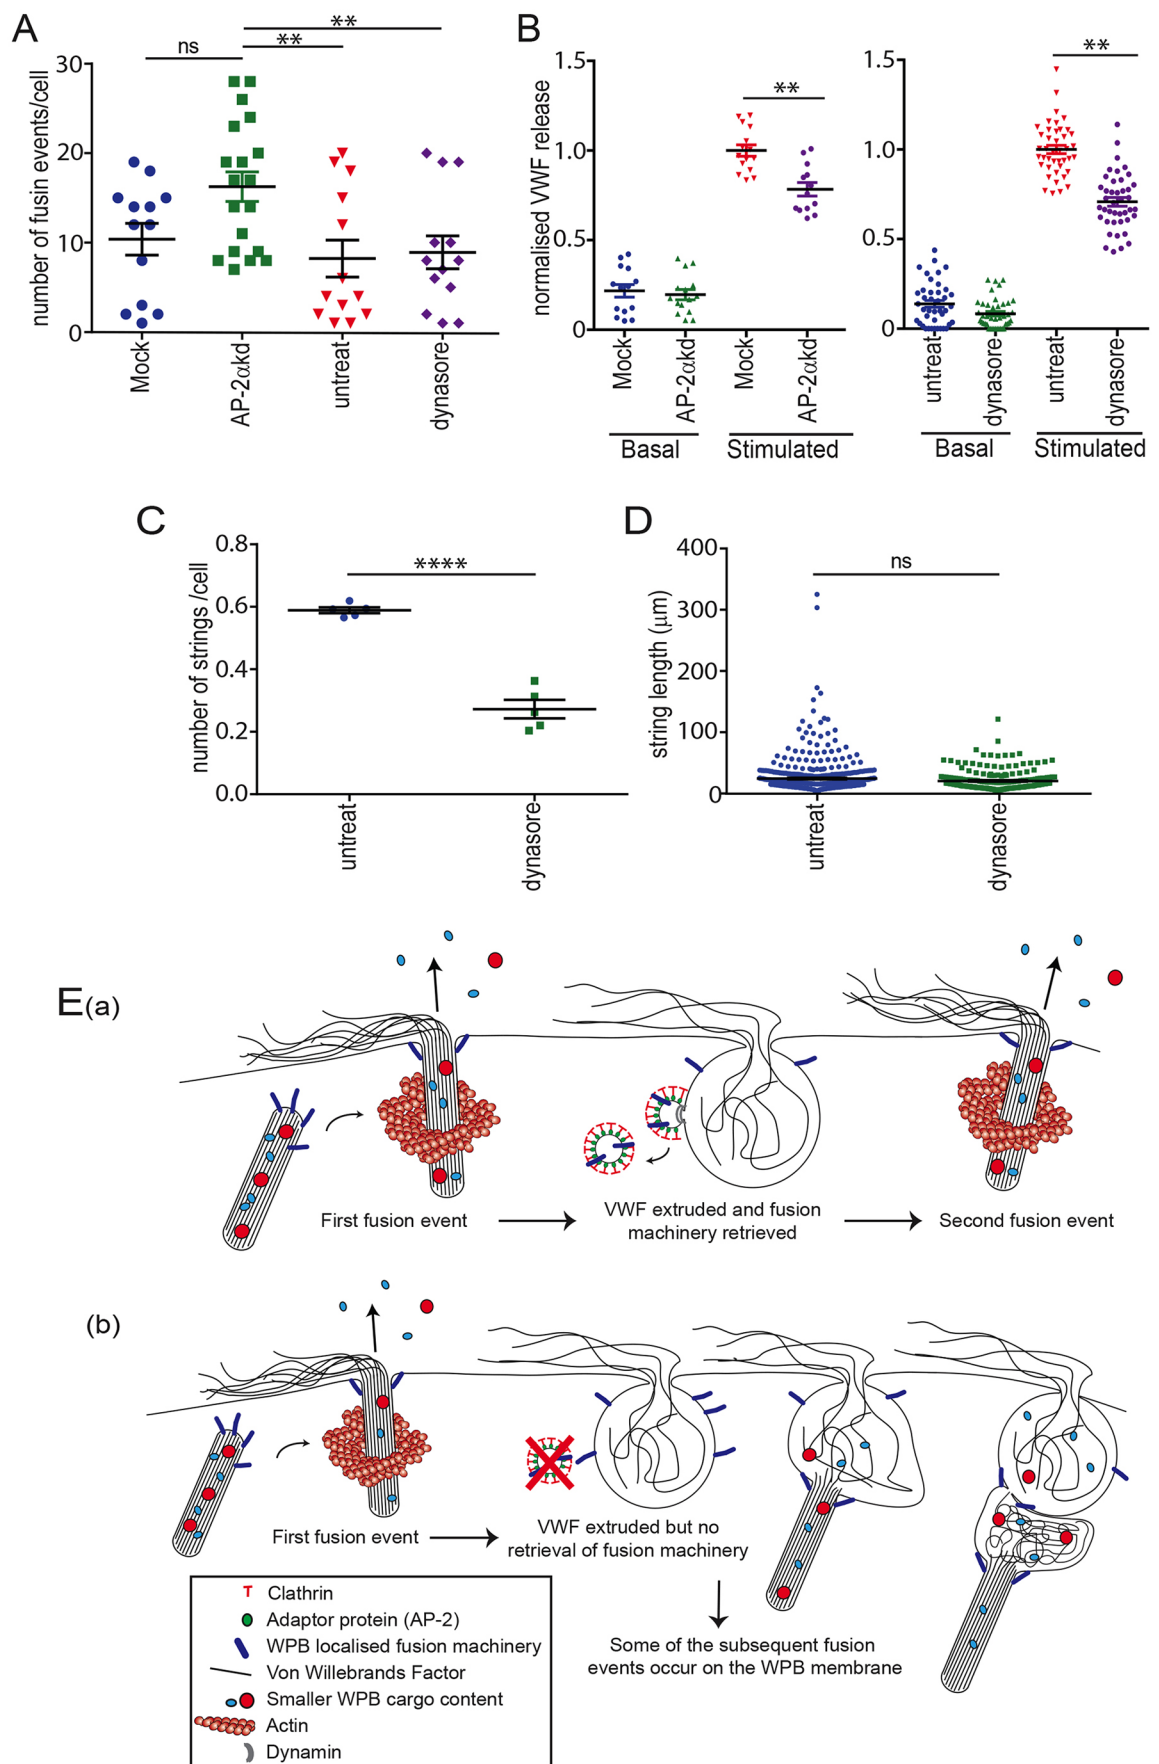 A
number of fusin events/cell
30
20
10
0
ns
**
**
Mock
AP-2αkd
untreat
dynasore
B
normalised VWF release
1.5
1.0
0.5
0
**
Mock
AP-2αkd
Mock
AP-2αkd
Basal
Stimulated
1.5
1.0
0.5
0
**
untreat
dynasore
untreat
dynasore
Basal
Stimulated
C
number of strings /cell
0.8
0.6
0.4
0.2
0.0
****
untreat
dynasore
D
string length (μm)
400
300
200
100
0
ns
untreat
dynasore
E(a)
First fusion event
VWF extruded and fusion
machinery retrieved
Second fusion event
(b)
First fusion event
VWF extruded but no
retrieval of fusion machinery
Some of the subsequent fusion
events occur on the WPB membrane
Clathrin
Adaptor protein (AP-2)
WPB localised fusion machinery
Von Willebrands Factor
Smaller WPB cargo content
Actin
Dynamin